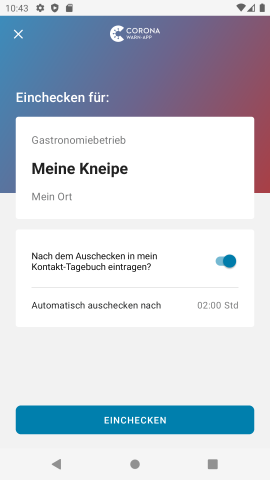 10:43
CORONA
WARN-APP
Einchecken für:
Gastronomiebetrieb
Meine Kneipe
Mein Ort
Nach dem Auschecken in mein
Kontakt-Tagebuch eintragen?
Automatisch auschecken nach 02:00 Std
EINCHECKEN